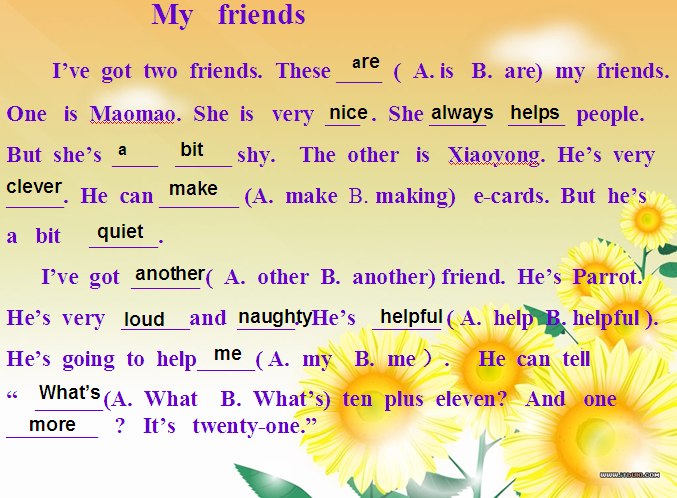 My friends
I've got two friends. These are ( A. is B. are) my friends.
One is Maomao. She is very nice . She always helps people.
But she's a bit shy. The other is Xiaoyong. He's very
clever. He can make (A. make B. making) e-cards. But he's
a bit quiet.
I've got another ( A. other B. another) friend. He's Parrot.
He's very loud and naughty. He's helpful ( A. help B. helpful ).
He's going to help me ( A. my B. me ) . He can tell
“ What's (A. What B. What's) ten plus eleven? And one
more ? It's twenty-one.”